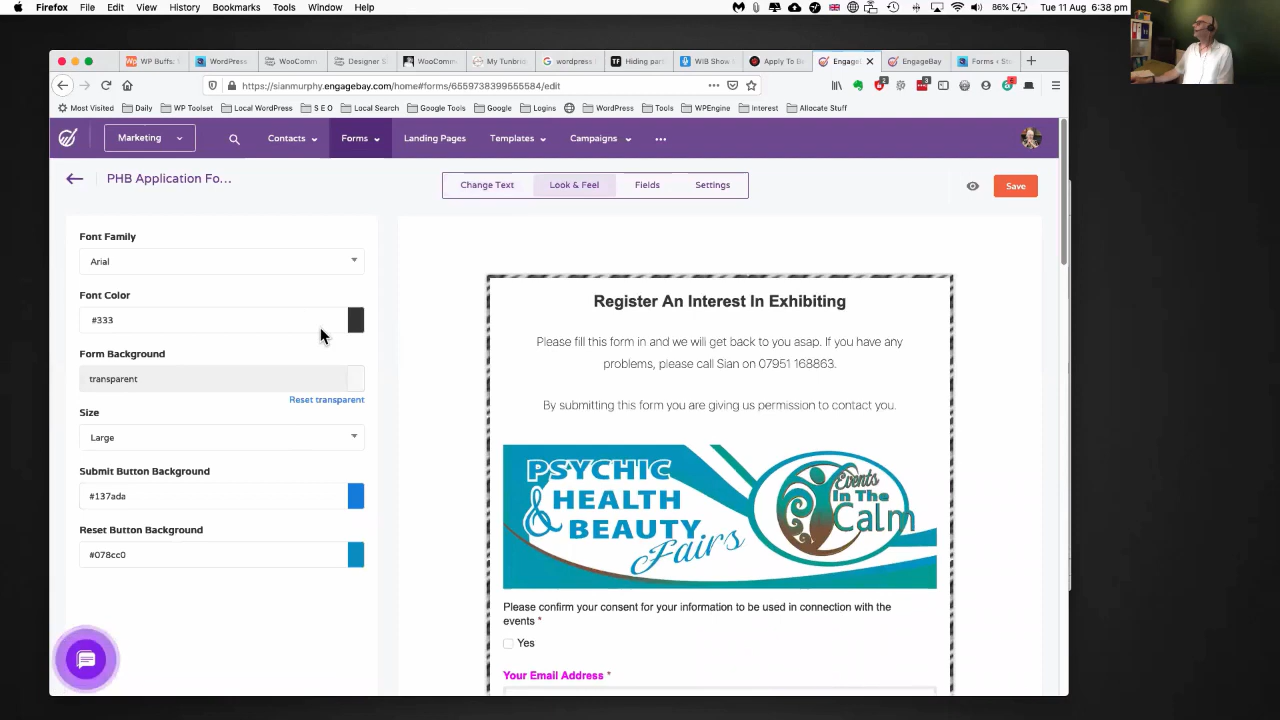 Firefox File Edit View History Bookmarks Tools Window Help
86% Tue 11 Aug 6:38 pm
WP Buffs: WordPress WooComm Designer S WooComm My Tunbri wordpress TF Hiding pari WIB Show Apply To Be Engage EngageBay Forms
https://sianmurphy.engagebay.com/home#forms/6559738399555584/edit
Most Visited Daily WP Toolset Local WordPress S E O Local Search Google Tools Google Logins WordPress Tools WPEngine Interest Allocate Stuff
Marketing Contacts Forms Landing Pages Templates Campaigns
PHB Application Fo...
Change Text Look & Feel Fields Settings
Save
Font Family
Arial
Font Color
#333
Form Background
transparent
Reset transparent
Size
Large
Submit Button Background
#137ada
Reset Button Background
#078cc0
Register An Interest In Exhibiting
Please fill this form in and we will get back to you asap. If you have any
problems, please call Sian on 07951 168863.
By submitting this form you are giving us permission to contact you.
PSYCHIC
& HEALTH
BEAUTY
Fairs
Events
In The
Calm
Please confirm your consent for your information to be used in connection with the
events *
Yes
Your Email Address *